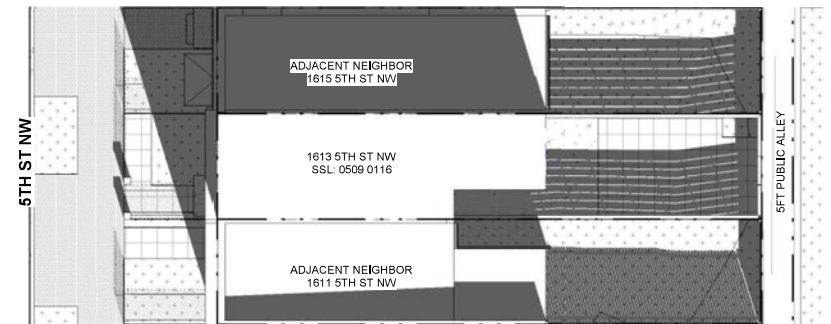 5TH ST NW
ADJACENT NEIGHBOR
1615 5TH ST NW
1613 5TH ST NW
SSL: 0509 0116
ADJACENT NEIGHBOR
1611 5TH ST NW
5FT PUBLIC ALLEY